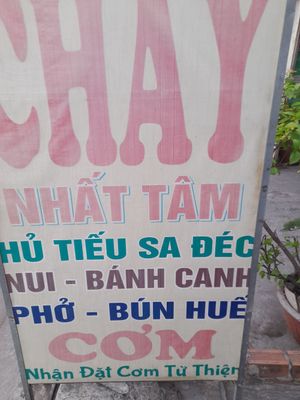 CHAY
NHẤT TÂM
HỦ TIẾU SA ĐÉC
NUI - BÁNH CANH
PHỞ - BÚN HUẾ
CƠM
Nhận Đặt Cơm Từ Thiện